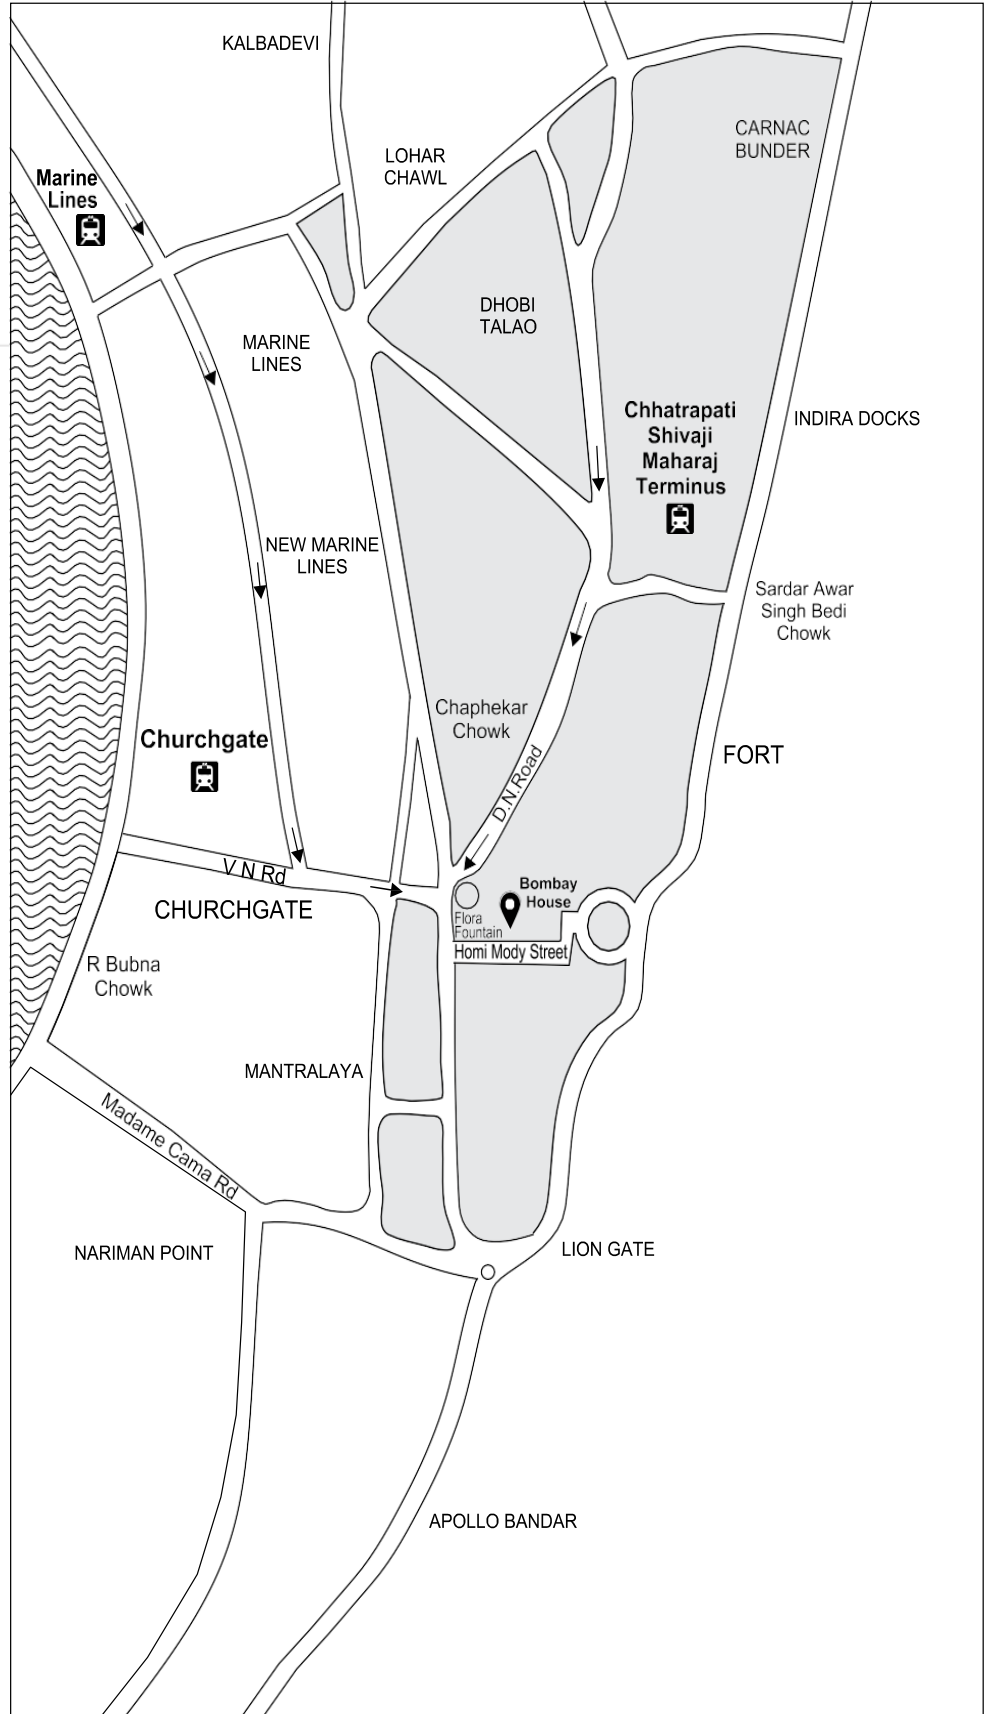 KALBADEVI
CARNAC
BUNDER
LOHAR
CHAWL
Marine
Lines
DHOBI
TALAO
MARINE
LINES
Chhatrapati
Shivaji
Maharaj
Terminus
INDIRA DOCKS
NEW MARINE
LINES
Sardar Awar
Singh Bedi
Chowk
Chaphekar
Chowk
Churchgate
FORT
D.N.Road
V N Rd
CHURCHGATE
Bombay
House
Flora
Fountain
Homi Mody Street
R Bubna
Chowk
MANTRALAYA
Madame Cama Rd
NARIMAN POINT
LION GATE
APOLLO BANDAR